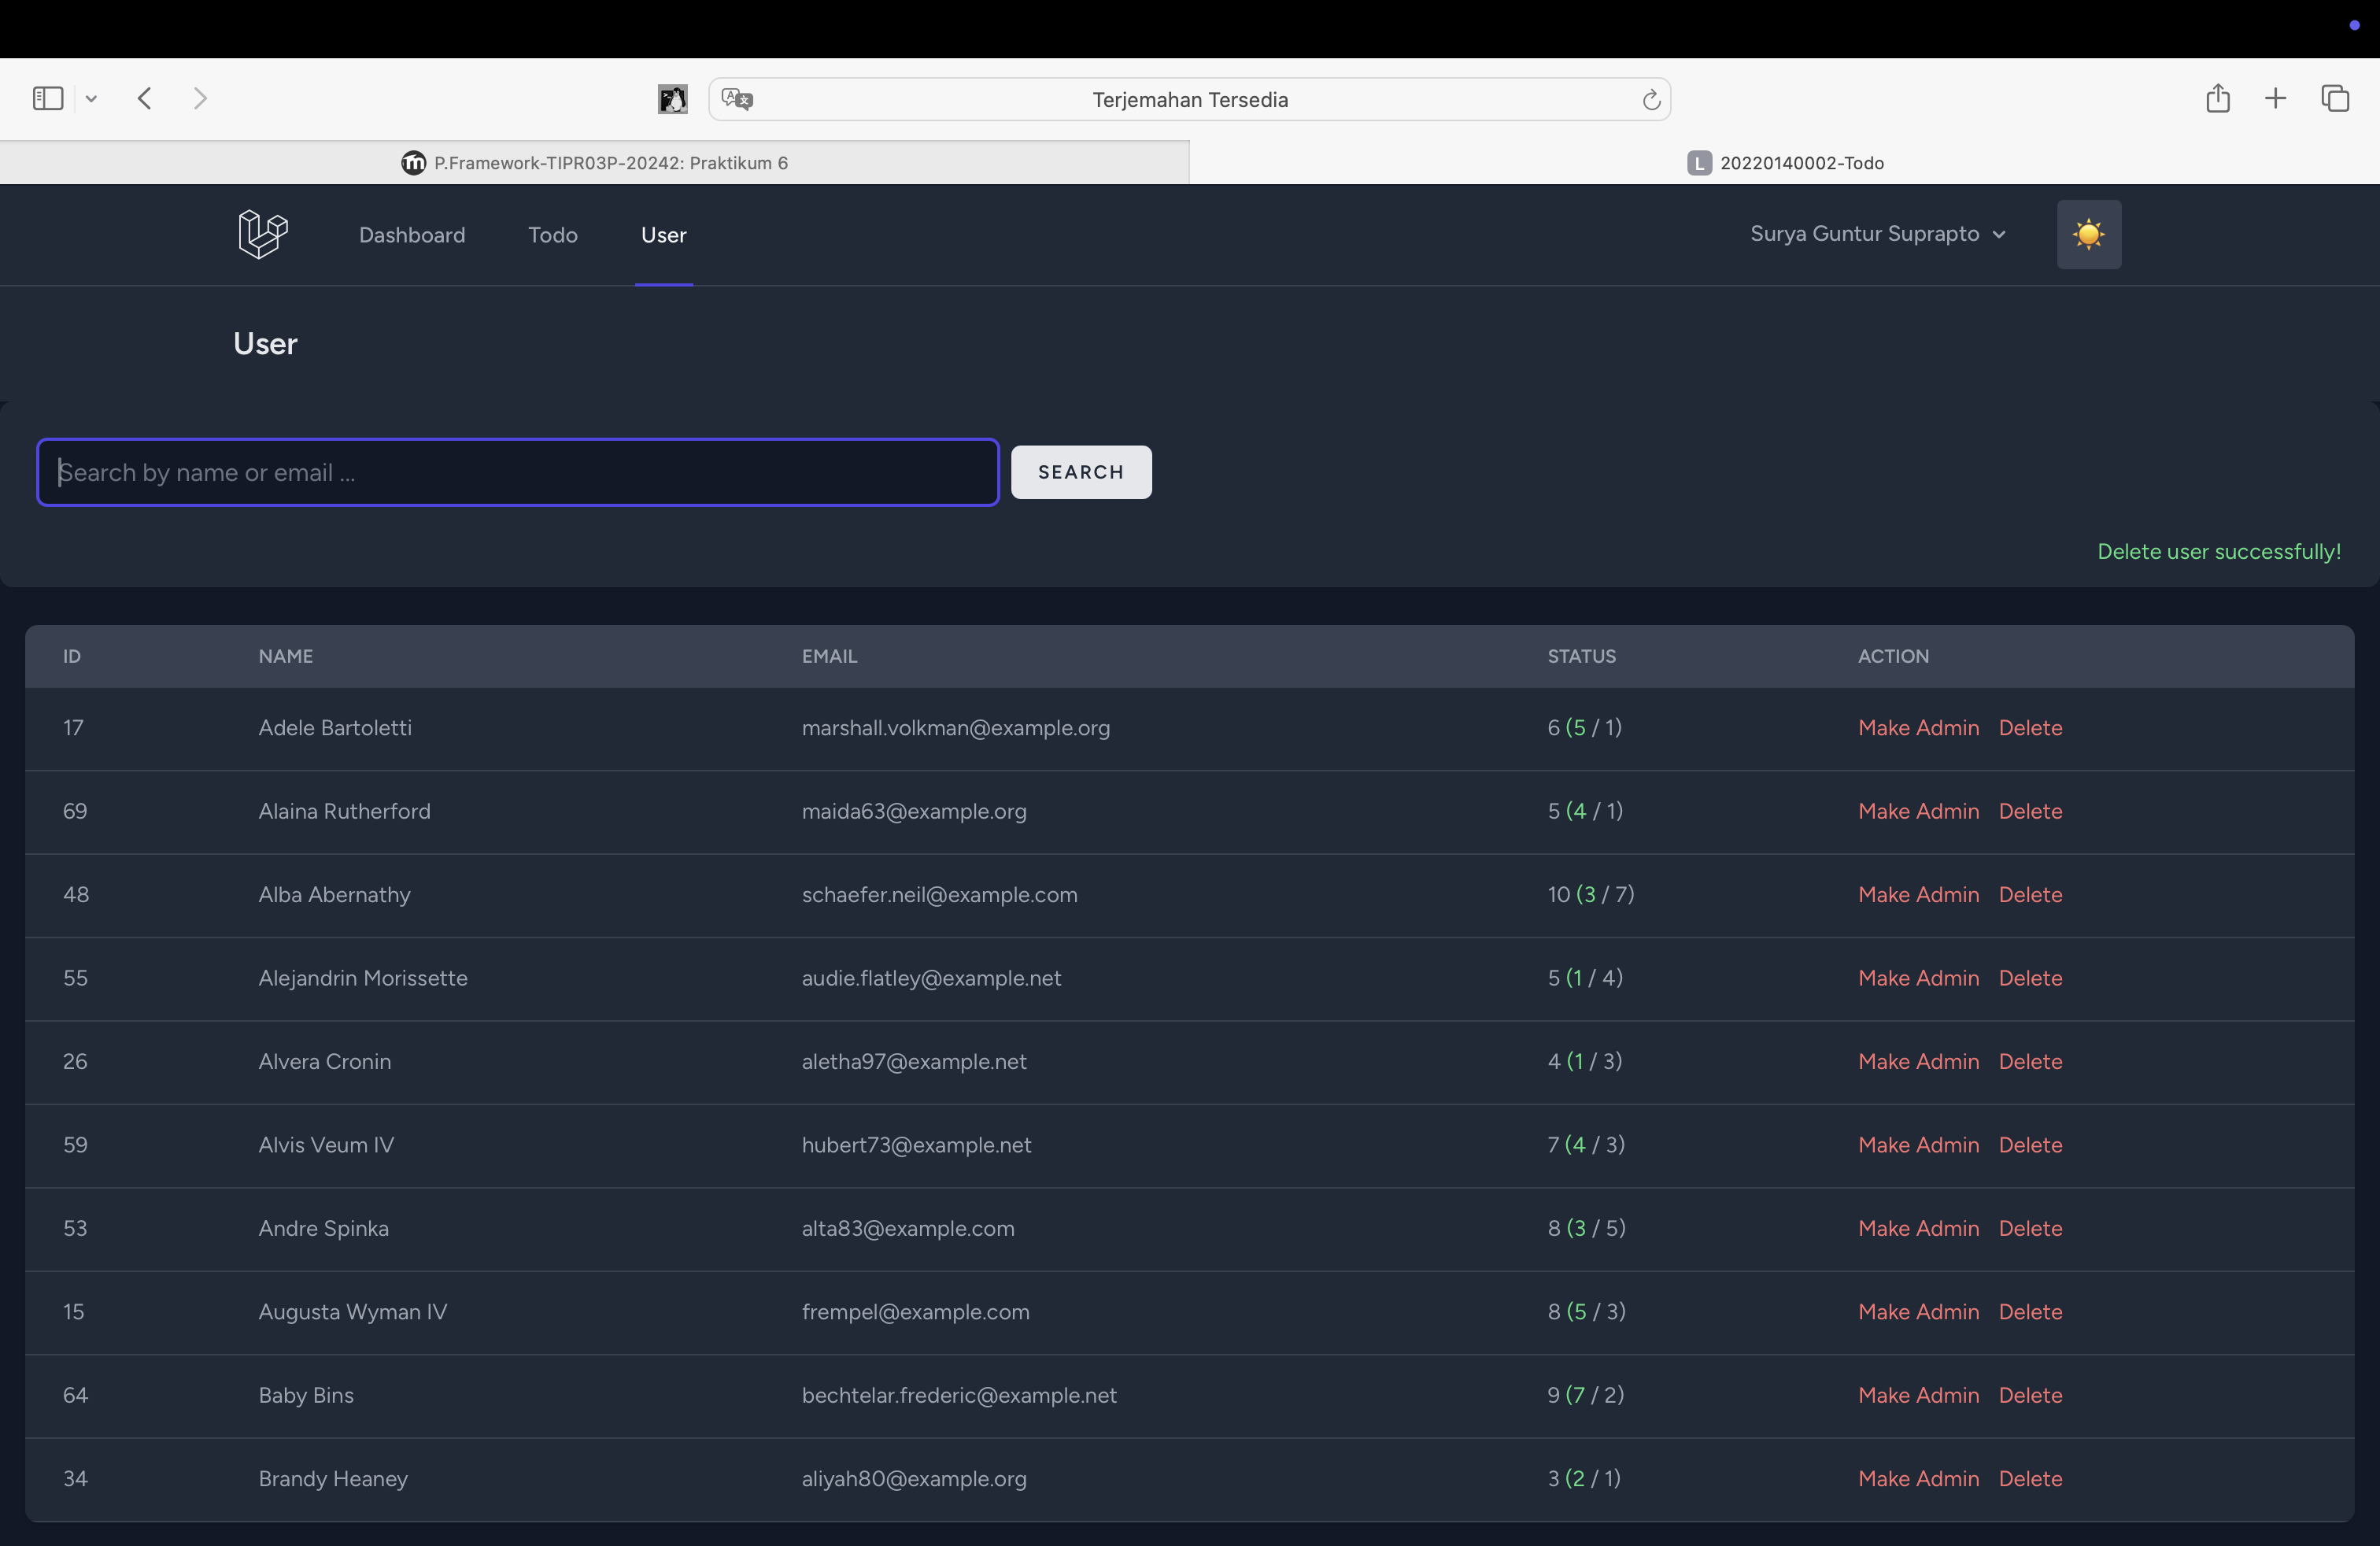 Terjemahan Tersedia
P.Framework-TIPR03P-20242: Praktikum 6
L 20220140002-Todo
Dashboard Todo User Surya Guntur Suprapto
User
Search by name or email ... SEARCH
Delete user successfully!
ID NAME EMAIL STATUS ACTION
17 Adele Bartoletti marshall.volkman@example.org 6 (5 / 1) Make Admin Delete
69 Alaina Rutherford maida63@example.org 5 (4 / 1) Make Admin Delete
48 Alba Abernathy schaefer.neil@example.com 10 (3 / 7) Make Admin Delete
55 Alejandrin Morissette audie.flatley@example.net 5 (1 / 4) Make Admin Delete
26 Alvera Cronin aletha97@example.net 4 (1 / 3) Make Admin Delete
59 Alvis Veum IV hubert73@example.net 7 (4 / 3) Make Admin Delete
53 Andre Spinka alta83@example.com 8 (3 / 5) Make Admin Delete
15 Augusta Wyman IV frempel@example.com 8 (5 / 3) Make Admin Delete
64 Baby Bins bechtelar.frederic@example.net 9 (7 / 2) Make Admin Delete
34 Brandy Heaney aliyah80@example.org 3 (2 / 1) Make Admin Delete